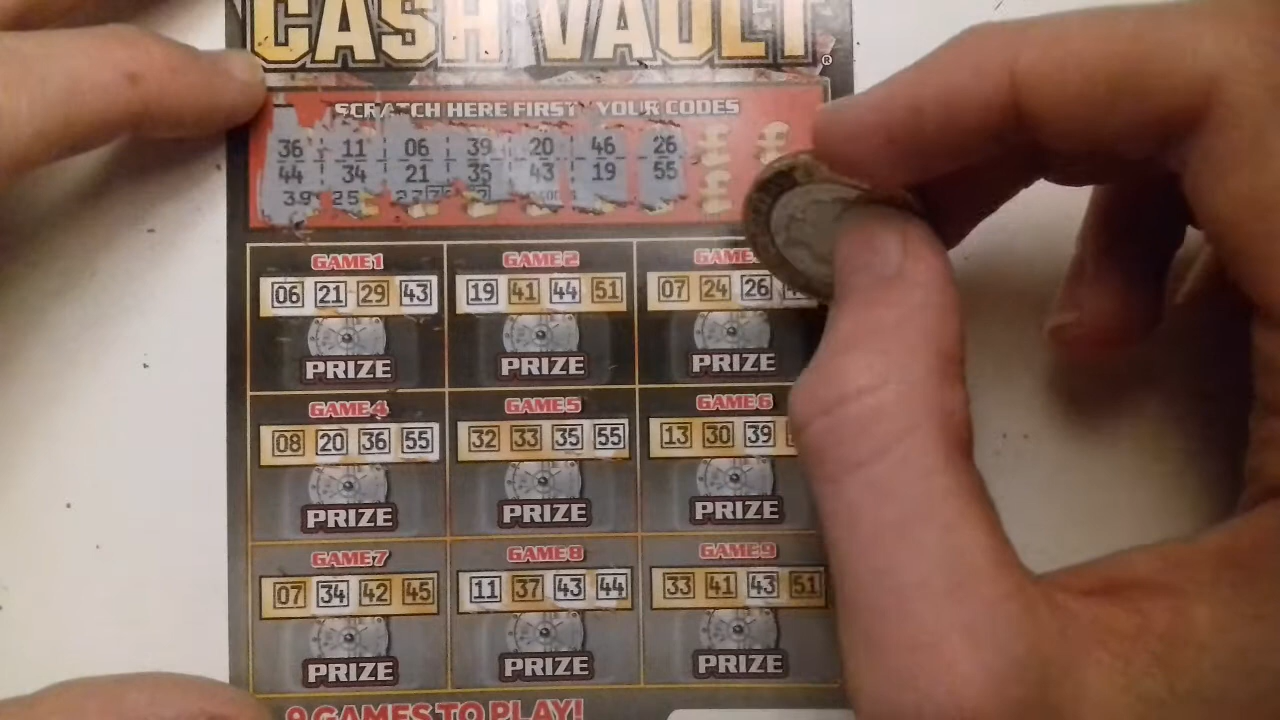 CASH VAULT®
SCRATCH HERE FIRST YOUR CODES
36 11 06 39 20 46 26
44 34 21 35 43 19 55
39 25
GAME 1 GAME 2
06 21 29 43 19 41 44 51 07 24 26
PRIZE PRIZE PRIZE
GAME 4 GAME 5 GAME 6
08 20 36 55 32 33 35 55 13 30 39
PRIZE PRIZE PRIZE
GAME 7 GAME 8 GAME 9
07 34 42 45 11 37 43 44 33 41 43 51
PRIZE PRIZE PRIZE
9 GAMES TO PLAY!